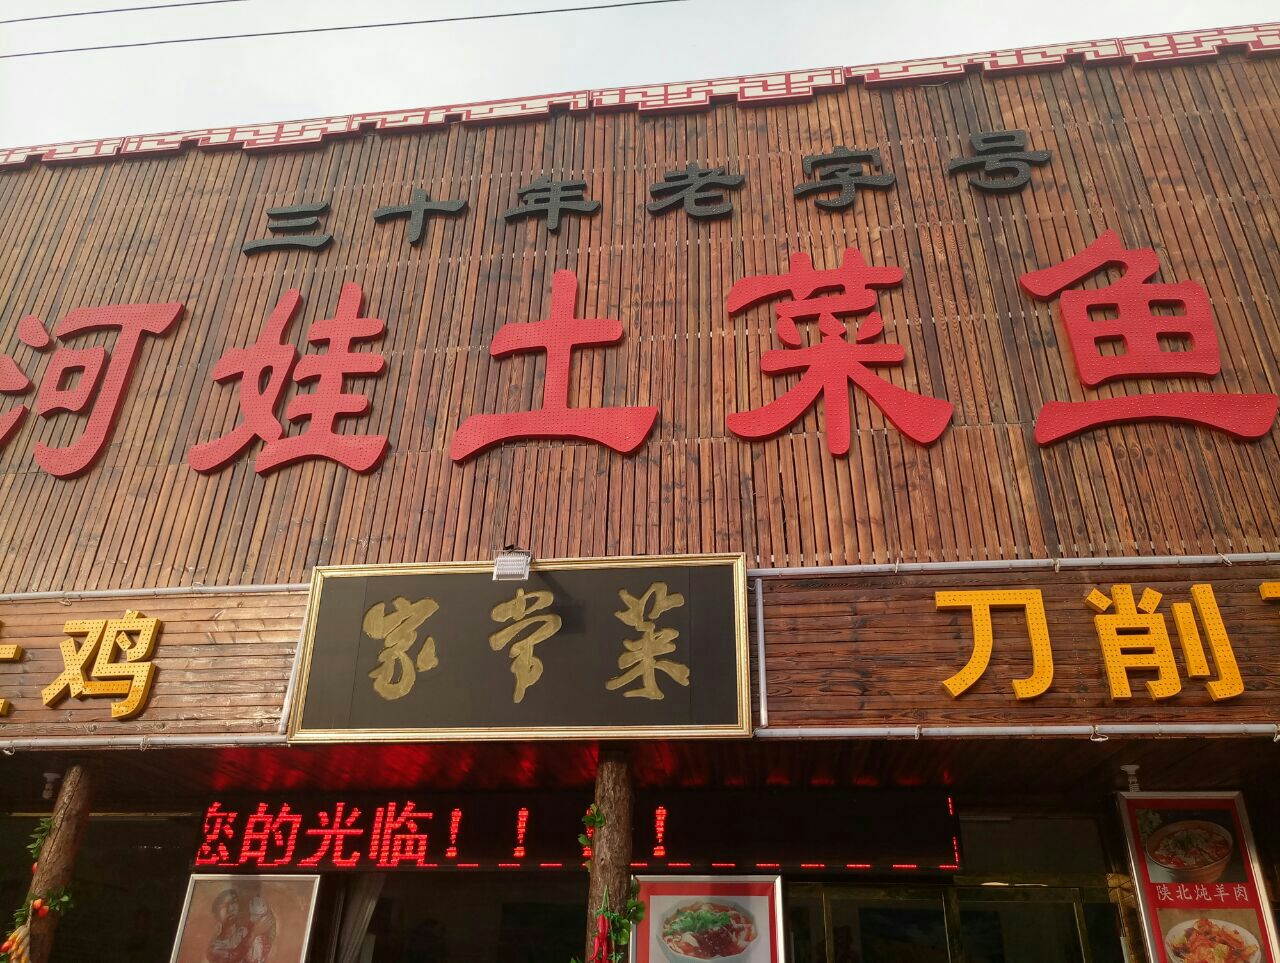 三十年老字号
河娃土菜鱼
鸡
家常菜
刀削
您的光临！！！！
陕北炖羊肉